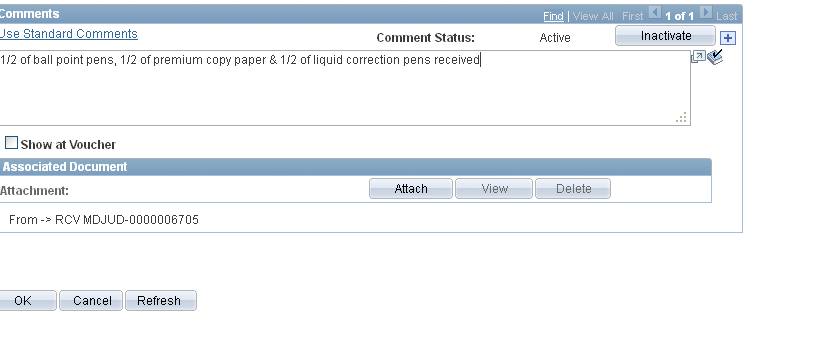 Comments Find | View All First 1 of 1 Last
Use Standard Comments Comment Status: Active Inactivate
1/2 of ball point pens, 1/2 of premium copy paper & 1/2 of liquid correction pens received
Show at Voucher
Associated Document
Attachment: Attach View Delete
From -> RCV MDJUD-0000006705
OK Cancel Refresh